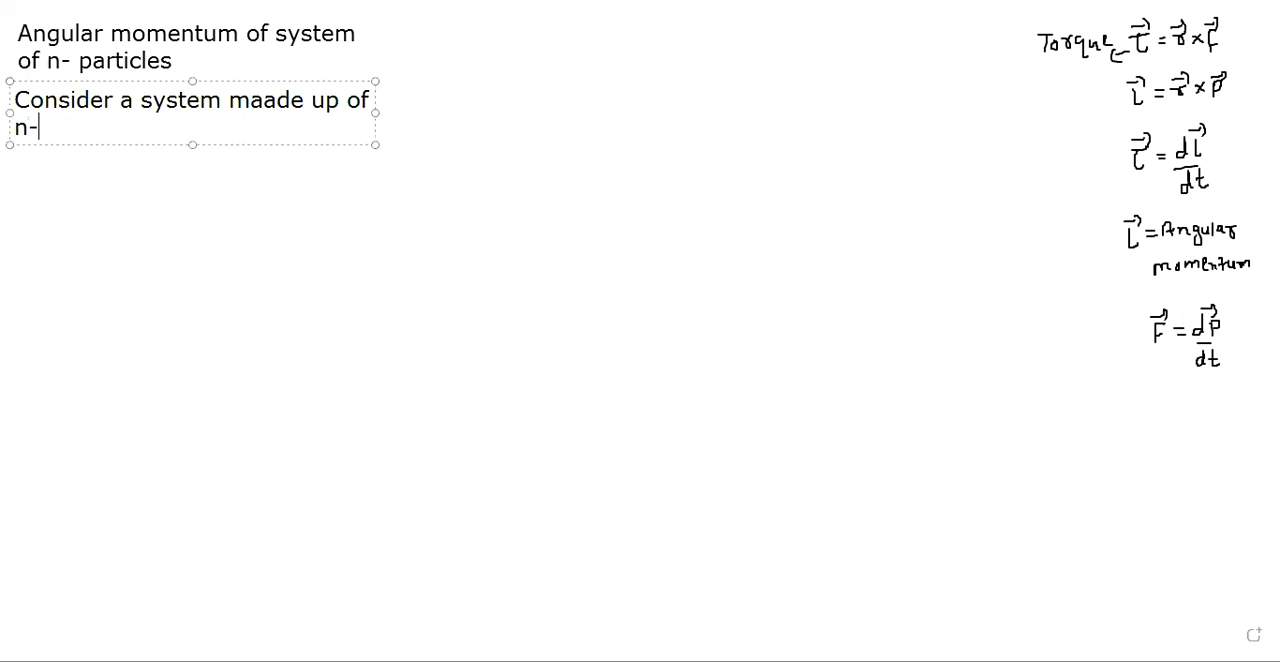 Angular momentum of system
of n- particles
Consider a system maade up of
n-
Torque τ⃗ = r⃗ × F⃗
L⃗ = r⃗ × P⃗
τ⃗ = dL⃗
dt
L⃗ = Angular
momentum
F⃗ = dP⃗
dt